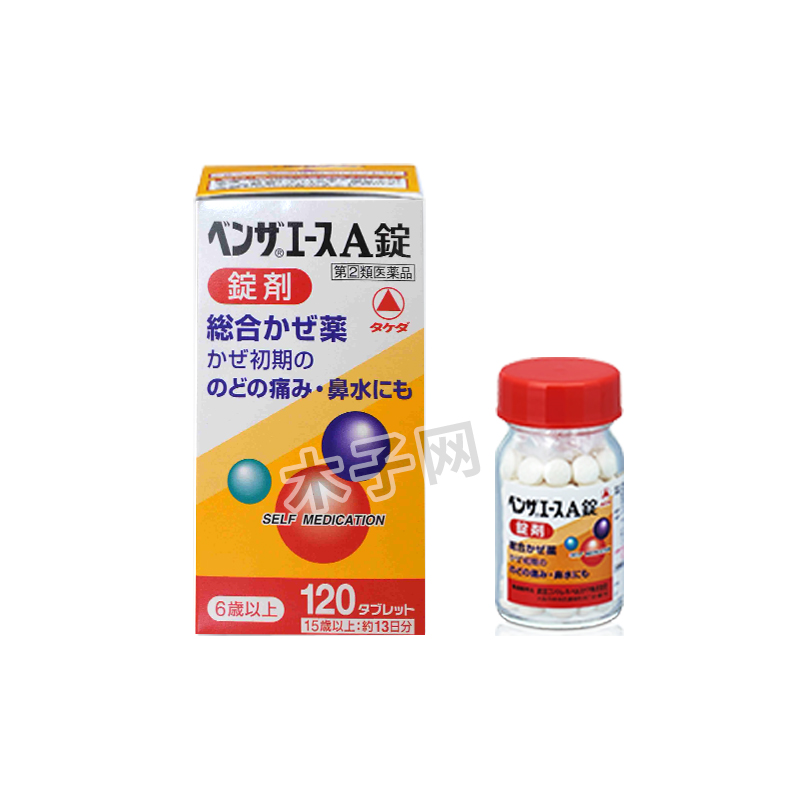 ベンザ®エースA錠
指定②類医薬品
錠剤
タケダ
総合かぜ薬
かぜ初期の
のどの痛み・鼻水にも
木子网
SELF MEDICATION
6歳以上
120タブレット
15歳以上:約13日分
ベンザエースA錠
錠剤
総合かぜ薬
かぜ初期の
のどの痛み・鼻水にも
SELF MEDICATION